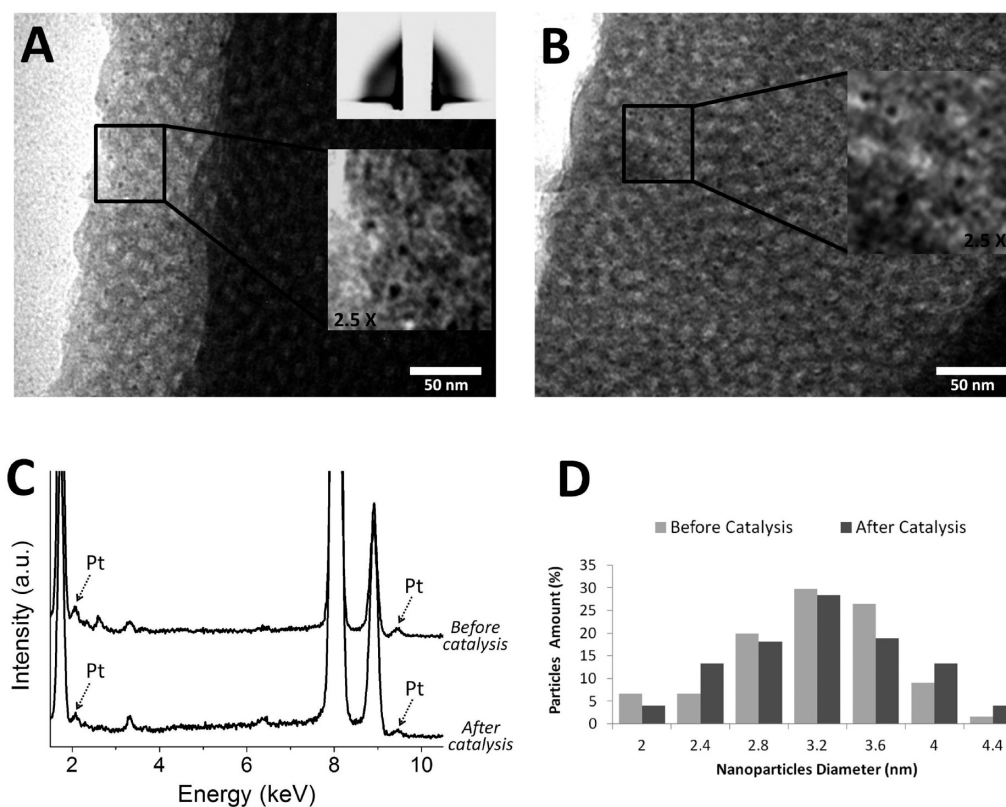 A
2.5 X
50 nm
B
2.5 X
50 nm
C
Intensity (a.u.)
Pt
Pt
Before
catalysis
Pt
Pt
After
catalysis
2 4 6 8 10
Energy (keV)
D
Before Catalysis After Catalysis
Particles Amount (%)
35
30
25
20
15
10
5
0
2 2.4 2.8 3.2 3.6 4 4.4
Nanoparticles Diameter (nm)